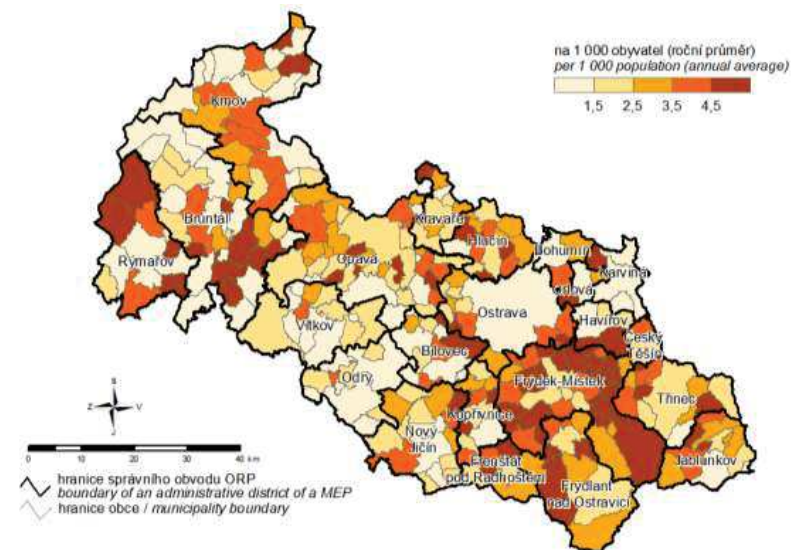 na 1 000 obyvatel (roční průměr)
per 1 000 population (annual average)
1,5 2,5 3,5 4,5
Krnov
Bruntál
Rýmařov
Opava
Kravaře
Hlučín
Bohumín
Karviná
Orlová
Ostrava
Havířov
Český
Těšín
Vítkov
Bílovec
Odry
Frýdek-Místek
Třinec
Kopřivnice
Nový
Jičín
Jablunkov
Frenštát
pod Radhoštěm
Frýdlant
nad Ostravicí
S
Z V
J
0 10 20 30 40 km
hranice správního obvodu ORP
boundary of an administrative district of a MEP
hranice obce / municipality boundary